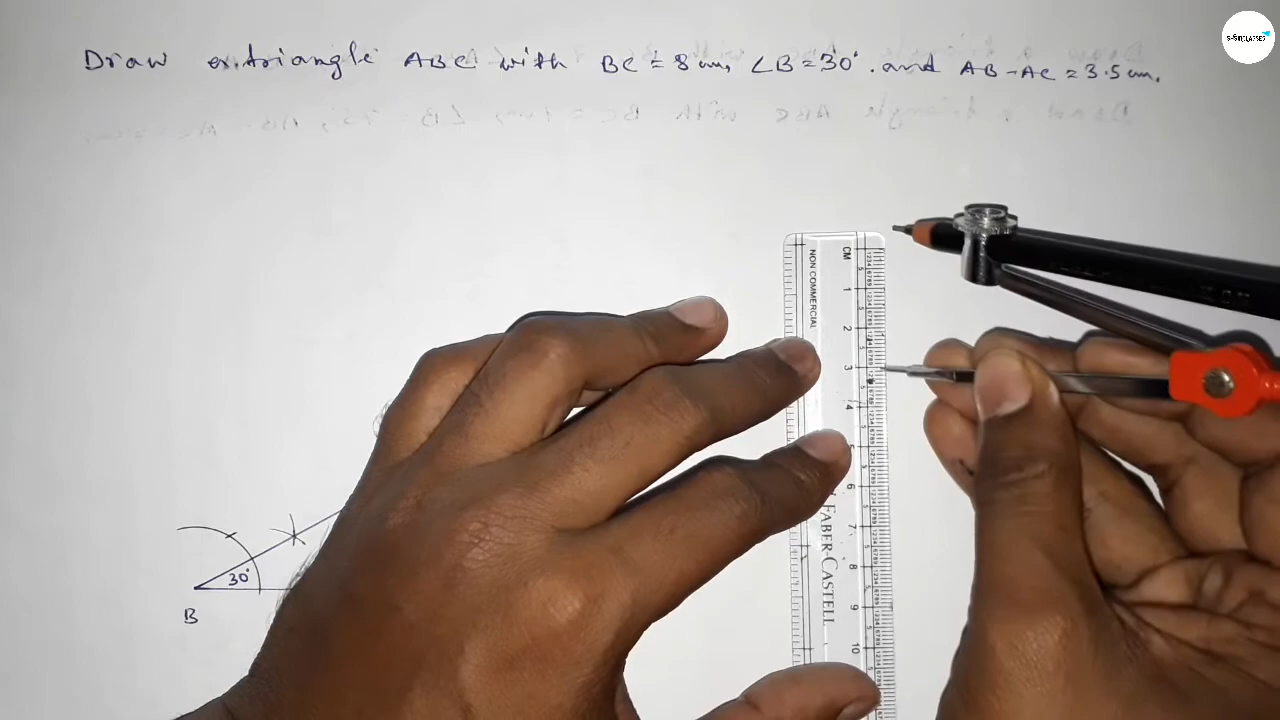 Draw a triangle ABC with BC = 8 cm, ∠B = 30°. and AB - AC = 3.5 cm.
S-SIRCLASSES
NON COMMERCIAL
CM
1
2
3
4
5
6
7
8
9
10
FABER-CASTELL
30°
B